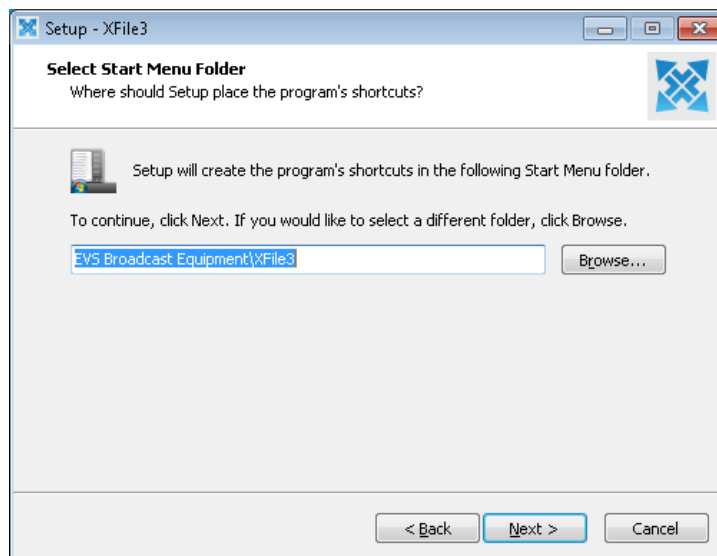 Setup - XFile3
Select Start Menu Folder
Where should Setup place the program's shortcuts?
Setup will create the program's shortcuts in the following Start Menu folder.
To continue, click Next. If you would like to select a different folder, click Browse.
EVS Broadcast Equipment\XFile3
Browse...
< Back
Next >
Cancel